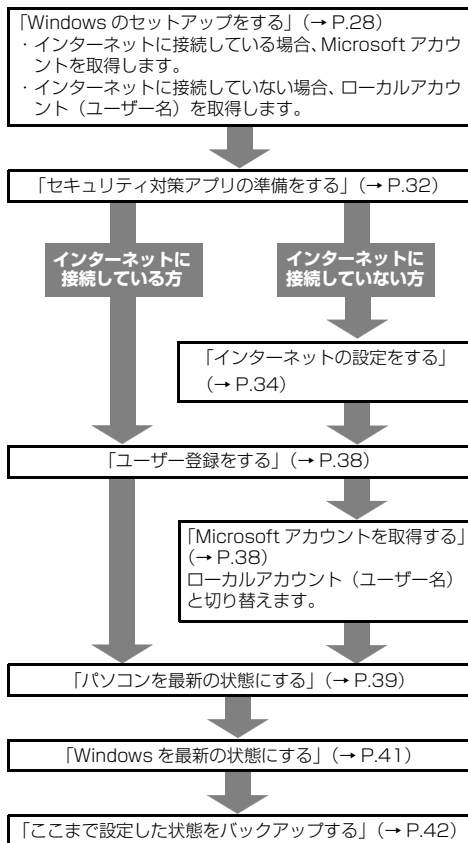 「Windows のセットアップをする」（→ P.28）
・インターネットに接続している場合、Microsoft アカウ
ントを取得します。
・インターネットに接続していない場合、ローカルアカウ
ント（ユーザー名）を取得します。
「セキュリティ対策アプリの準備をする」（→ P.32）
インターネットに
接続している方
インターネットに
接続していない方
「インターネットの設定をする」
（→ P.34）
「ユーザー登録をする」（→ P.38）
「Microsoft アカウントを取得する」
（→ P.38）
ローカルアカウント（ユーザー名）
と切り替えます。
「パソコンを最新の状態にする」（→ P.39）
「Windows を最新の状態にする」（→ P.41）
「ここまで設定した状態をバックアップする」（→ P.42）